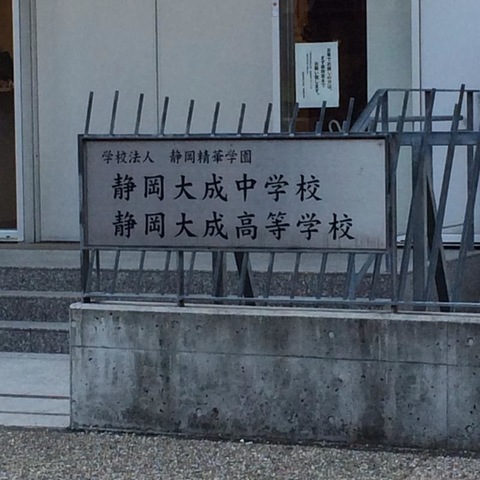 学校法人 静岡精華学園
静岡大成中学校
静岡大成高等学校